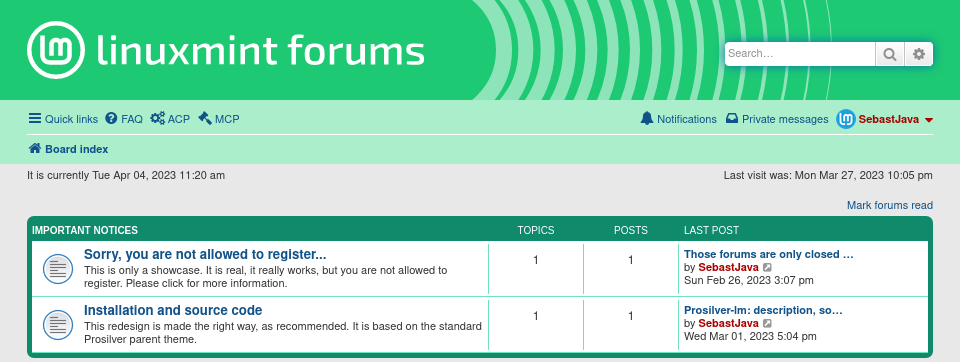 linuxmint forums
Search…
Quick links FAQ ACP MCP Notifications Private messages SebastJava
Board index
It is currently Tue Apr 04, 2023 11:20 am Last visit was: Mon Mar 27, 2023 10:05 pm
Mark forums read
IMPORTANT NOTICES TOPICS POSTS LAST POST
Sorry, you are not allowed to register...
This is only a showcase. It is real, it really works, but you are not allowed to
register. Please click for more information.
1 1
Those forums are only closed …
by SebastJava
Sun Feb 26, 2023 3:07 pm
Installation and source code
This redesign is made the right way, as recommended. It is based on the standard
Prosilver parent theme.
1 1
Prosilver-lm: description, so…
by SebastJava
Wed Mar 01, 2023 5:04 pm